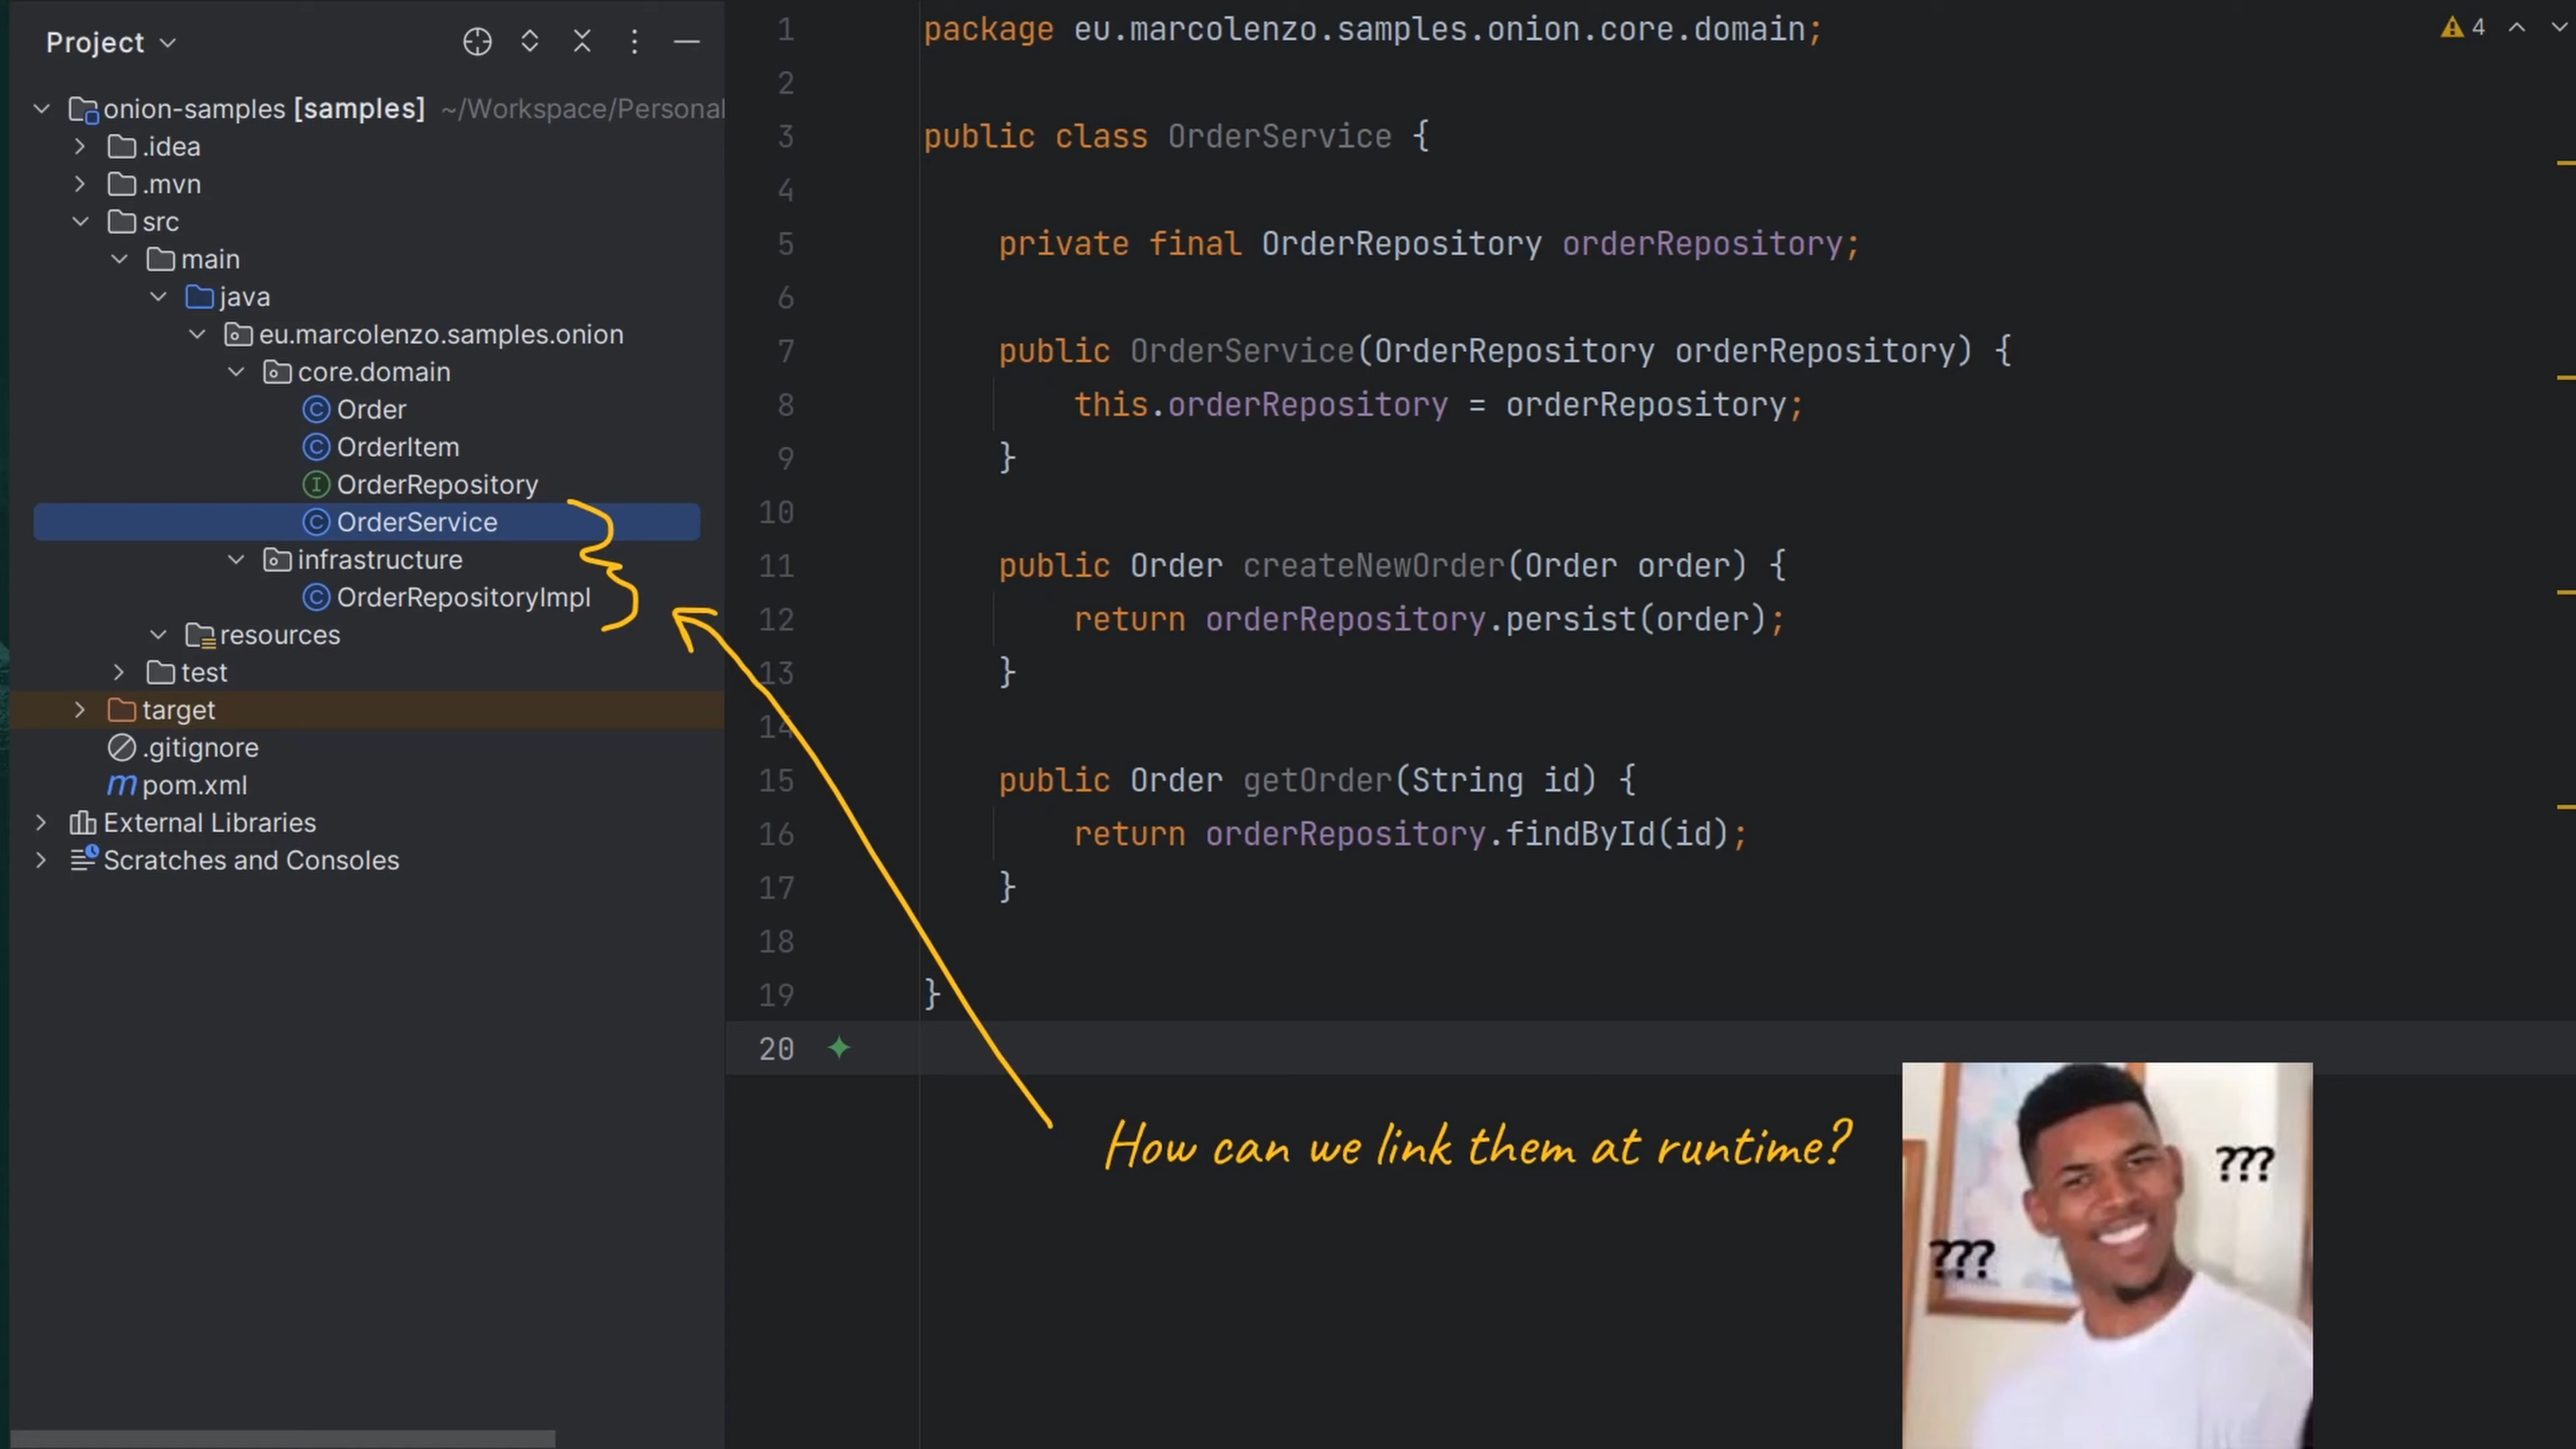 Project
onion-samples [samples] ~/Workspace/Personal
.idea
.mvn
src
main
java
eu.marcolenzo.samples.onion
core.domain
Order
OrderItem
OrderRepository
OrderService
infrastructure
OrderRepositoryImpl
resources
test
target
.gitignore
pom.xml
External Libraries
Scratches and Consoles
1 package eu.marcolenzo.samples.onion.core.domain;
2
3 public class OrderService {
4
5 private final OrderRepository orderRepository;
6
7 public OrderService(OrderRepository orderRepository) {
8 this.orderRepository = orderRepository;
9 }
10
11 public Order createNewOrder(Order order) {
12 return orderRepository.persist(order);
13 }
14
15 public Order getOrder(String id) {
16 return orderRepository.findById(id);
17 }
18
19 }
20
4
How can we link them at runtime?
???
???